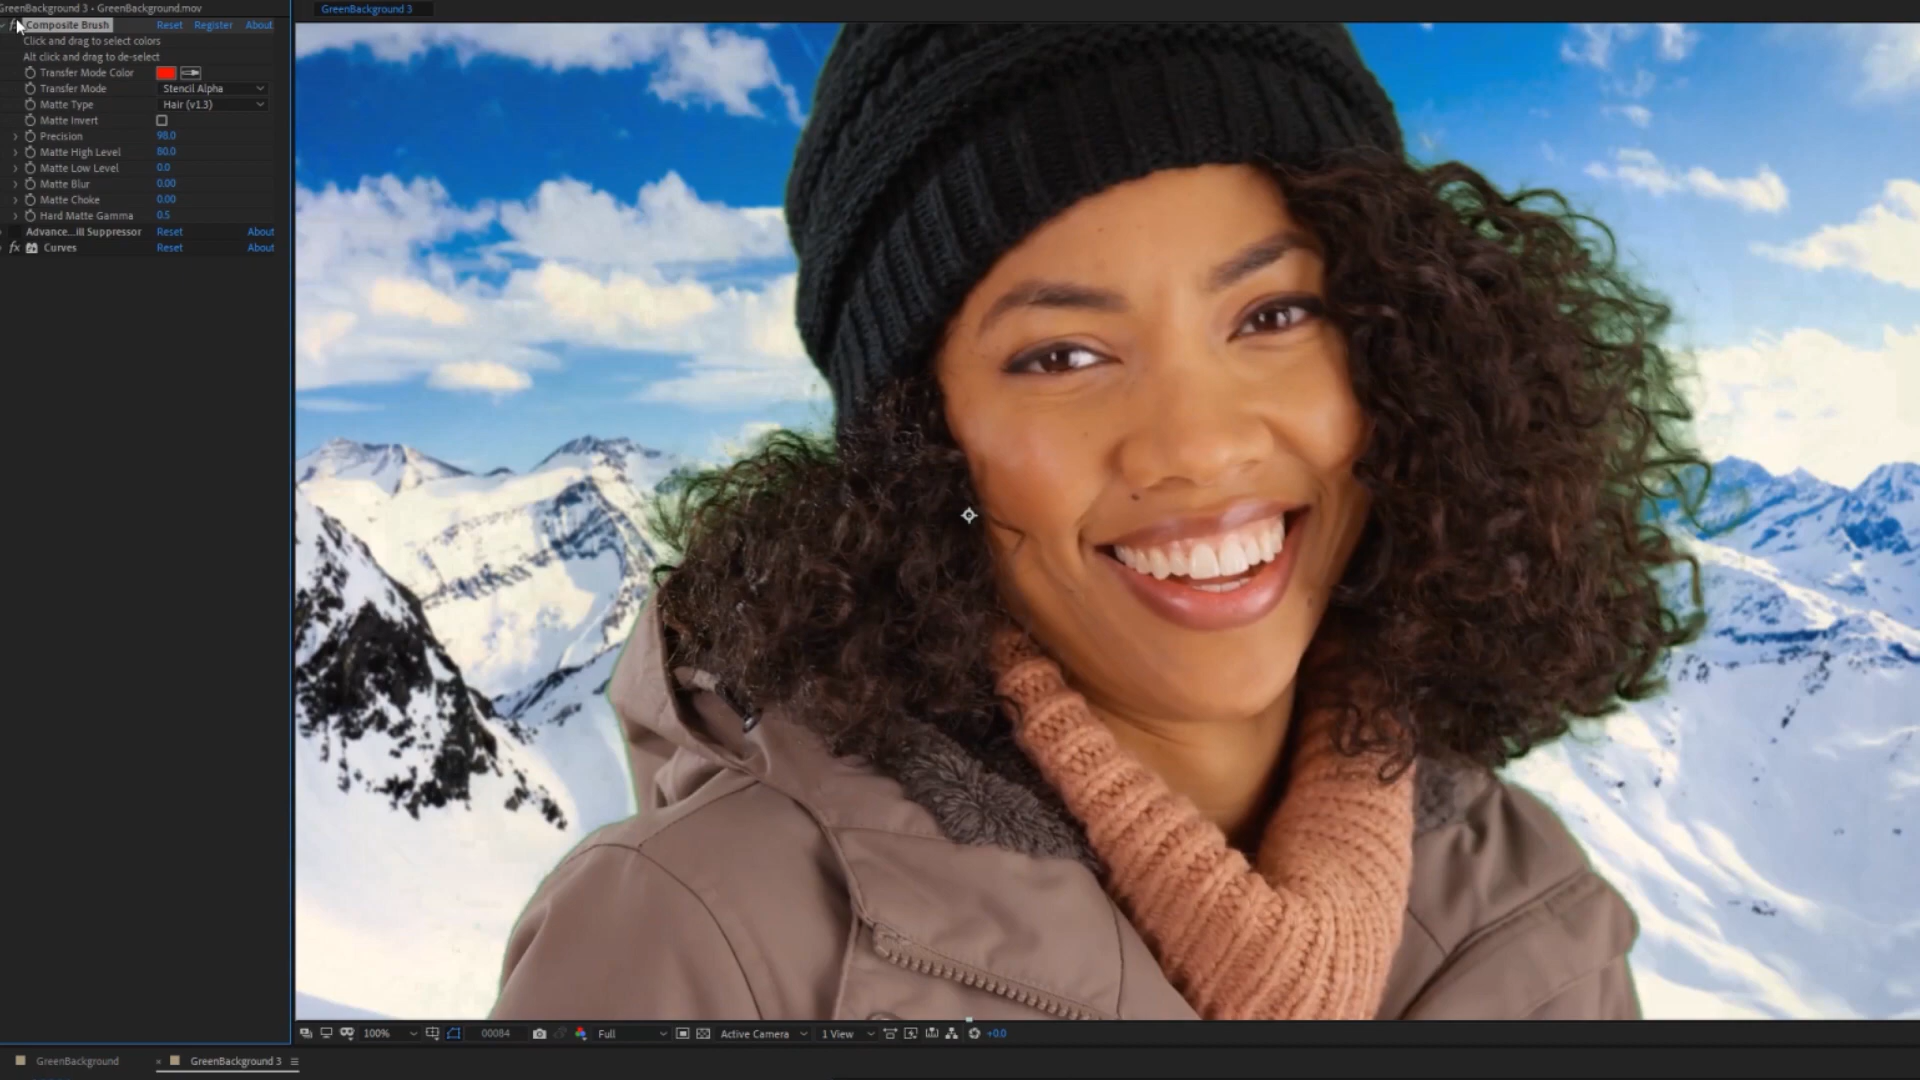 GreenBackground 3 • GreenBackground.mov
GreenBackground 3
fx Composite Brush Reset Register About
Click and drag to select colors
Alt click and drag to de-select
Transfer Mode Color
Transfer Mode Stencil Alpha
Matte Type Hair (v1.3)
Matte Invert
Precision 98.0
Matte High Level 80.0
Matte Low Level 0.0
Matte Blur 0.00
Matte Choke 0.00
Hard Matte Gamma 0.5
Advance...ill Suppressor Reset About
fx Curves Reset About
100% 00084 Full Active Camera 1 View +0.0
GreenBackground × GreenBackground 3